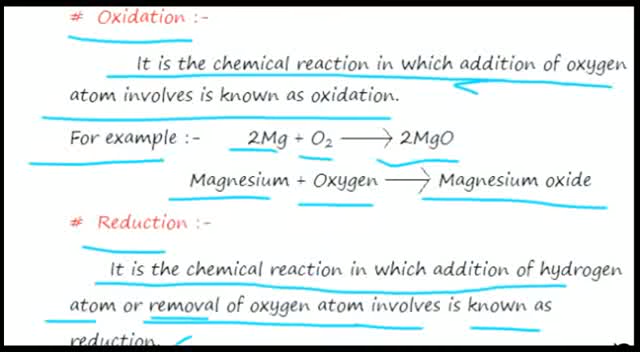 # Oxidation :-
It is the chemical reaction in which addition of oxygen
atom involves is known as oxidation.
For example :- 2Mg + O₂ ⟶ 2MgO
Magnesium + Oxygen ⟶ Magnesium oxide
# Reduction :-
It is the chemical reaction in which addition of hydrogen
atom or removal of oxygen atom involves is known as
reduction.